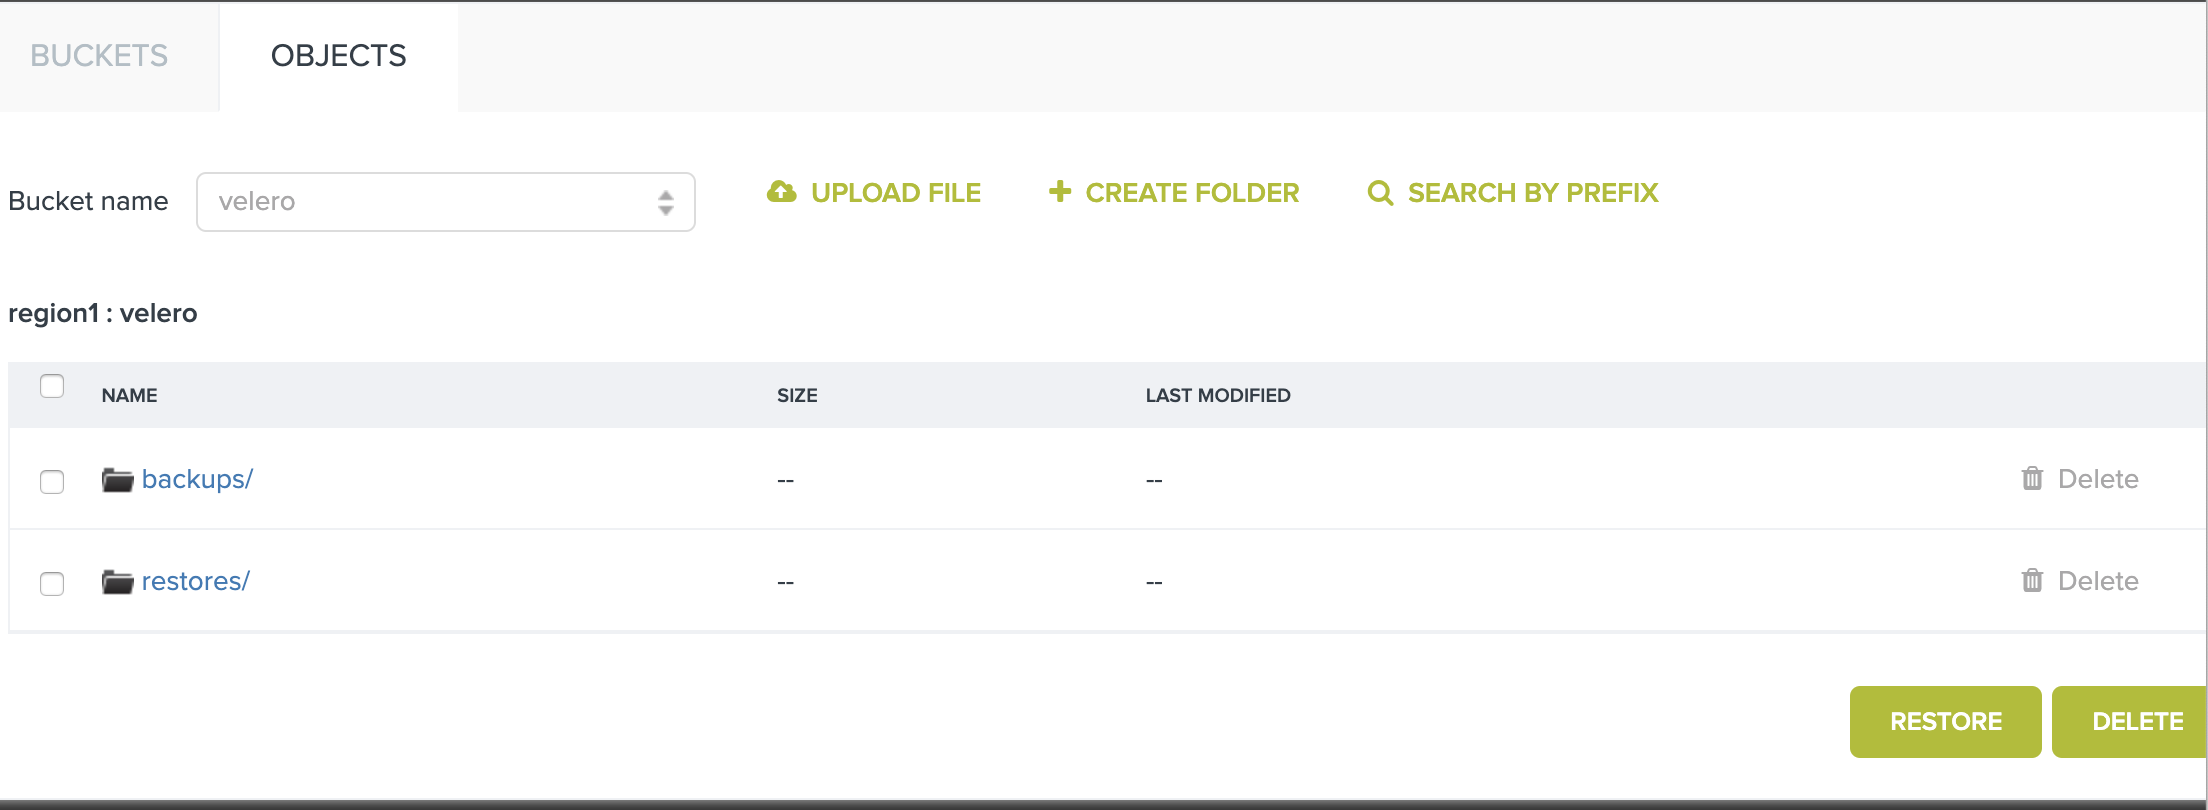 BUCKETS OBJECTS
Bucket name velero UPLOAD FILE CREATE FOLDER SEARCH BY PREFIX
region1 : velero
NAME SIZE LAST MODIFIED
backups/ -- -- Delete
restores/ -- -- Delete
RESTORE DELETE